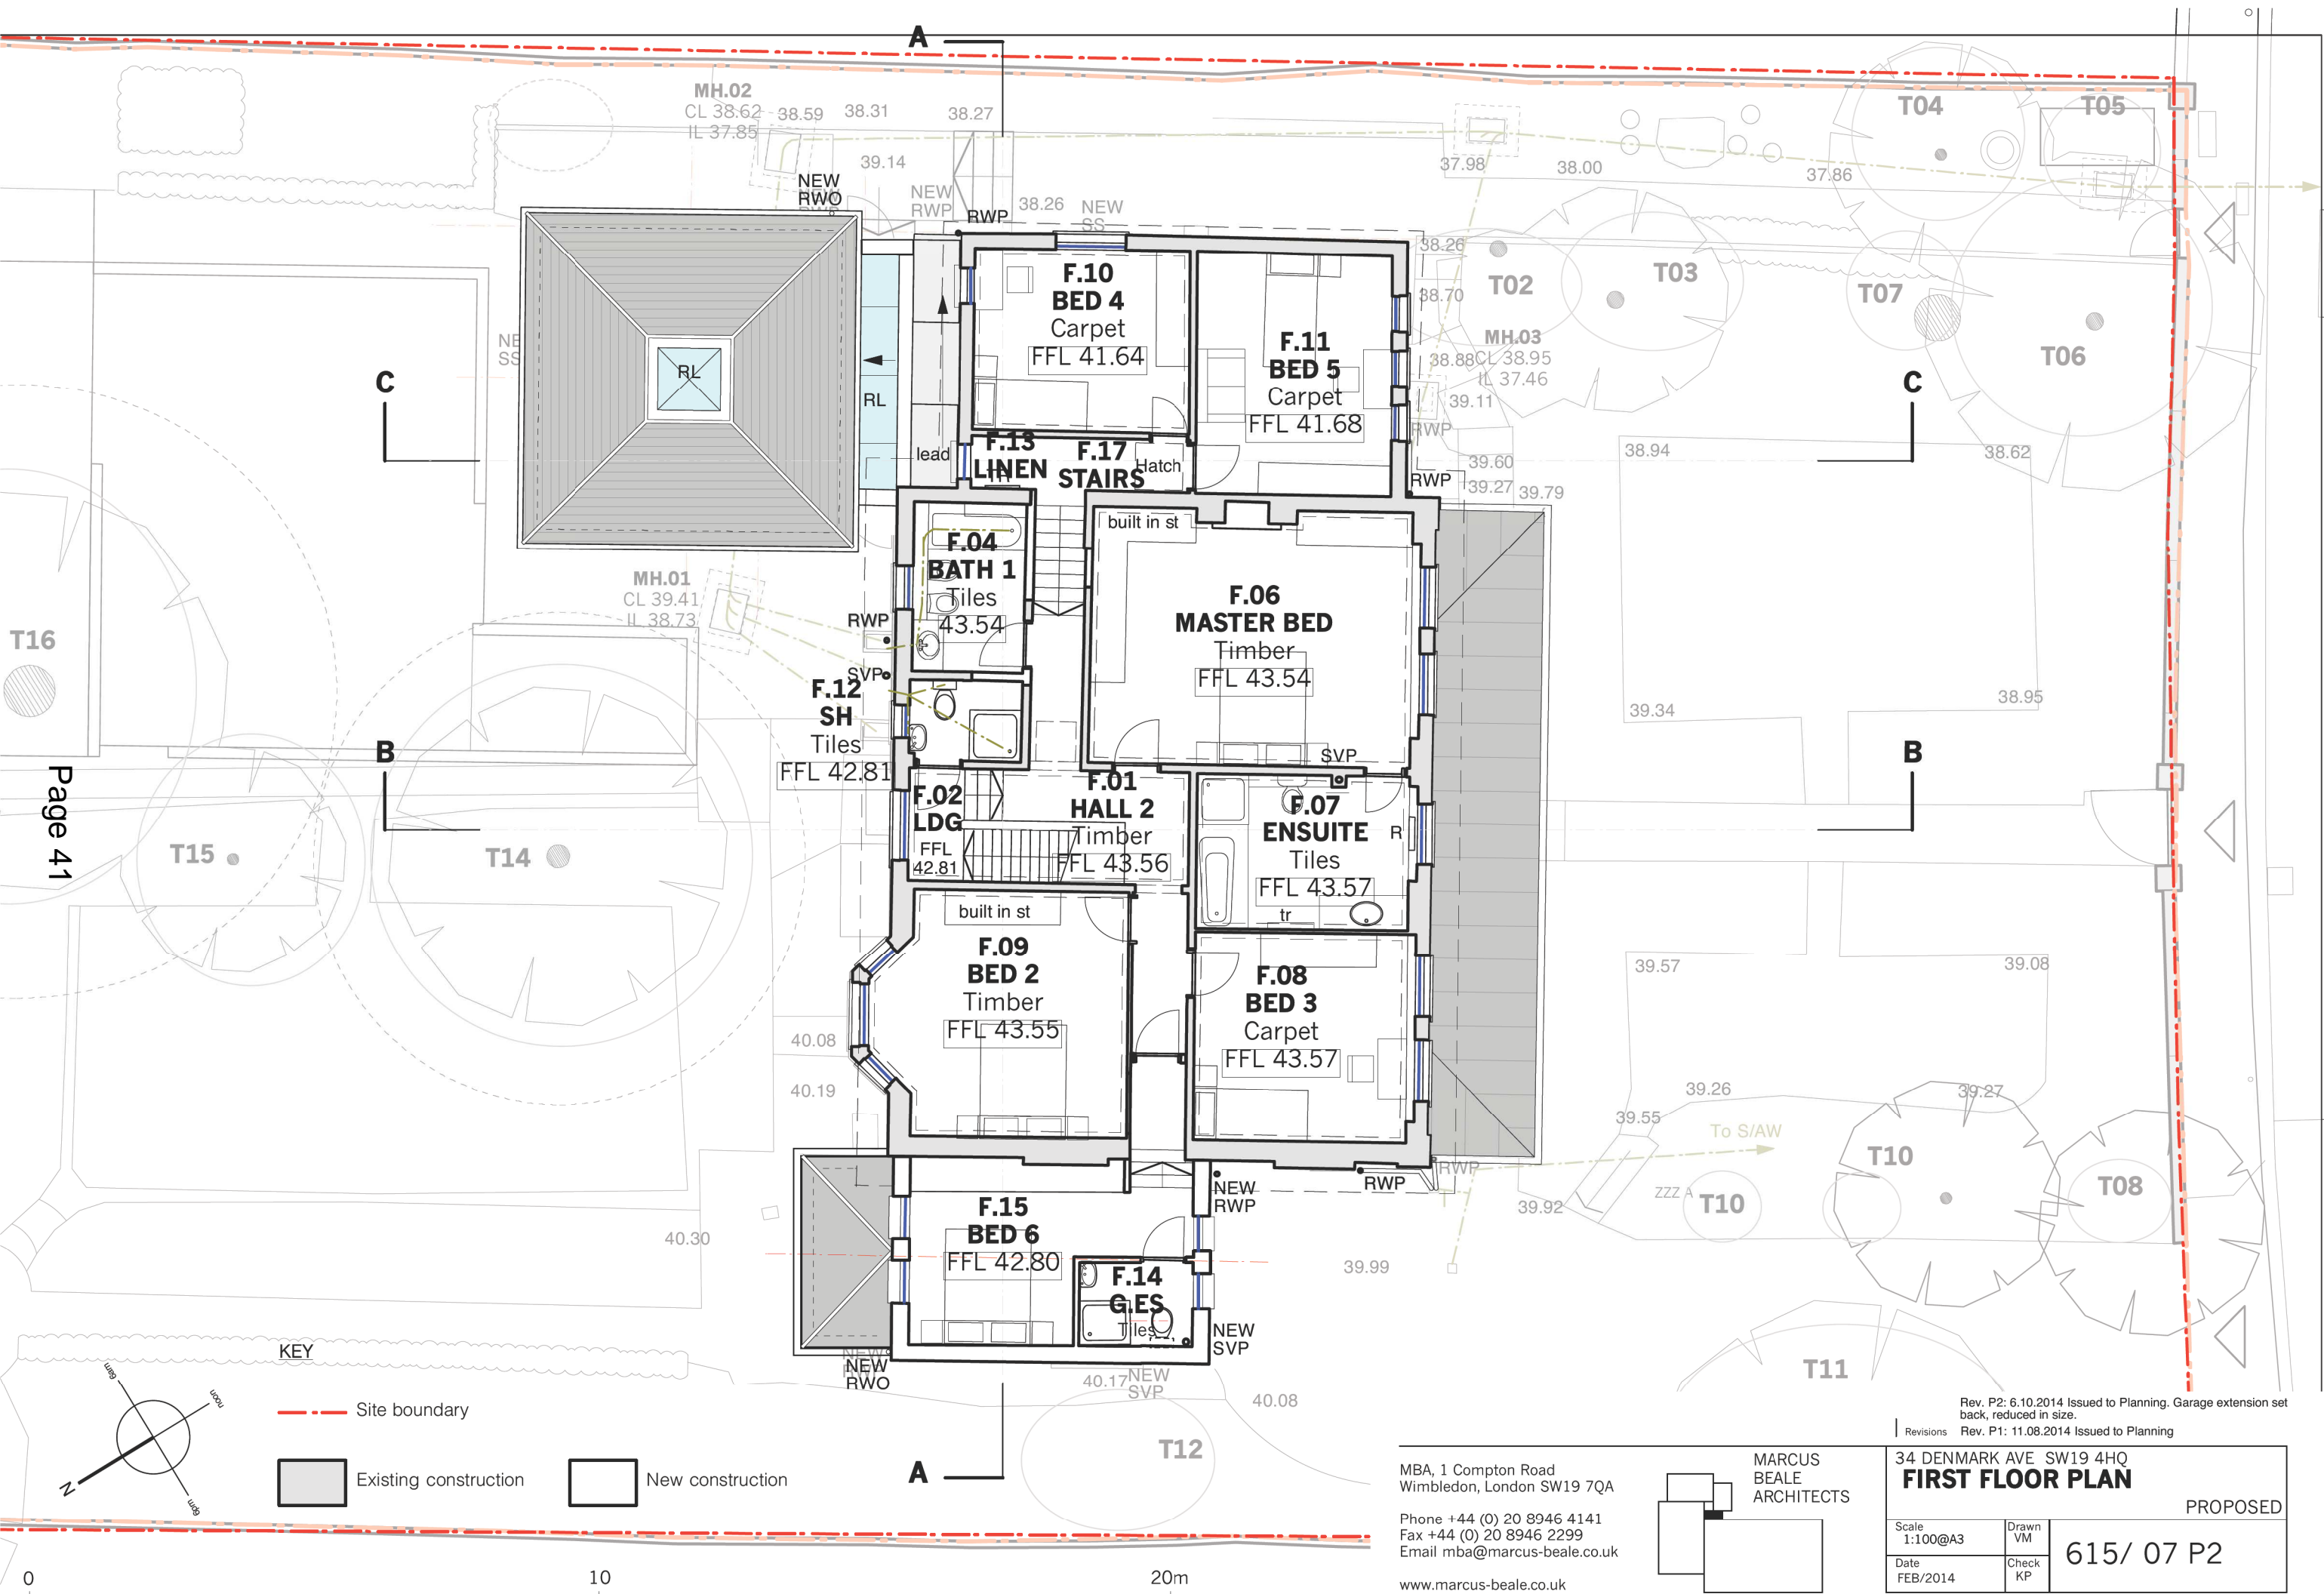 A
MH.02
CL 38.62
IL 37.85
38.59
38.31
38.27
39.14
NEW
RWO
NEW
RWP
RWP
38.26
NEW
SS
37.98
38.00
37.86
T04
T05
38.26
38.70
T02
T03
T07
T06
MH.03
CL 38.95
IL 37.46
38.88
39.11
RWP
F.10
BED 4
Carpet
FFL 41.64
F.11
BED 5
Carpet
FFL 41.68
RL
RL
NE
SS
C
C
lead
F.13
LINEN
F.17
STAIRS
Hatch
RWP
39.60
39.27
39.79
38.94
38.62
built in st
F.04
BATH 1
Tiles
43.54
MH.01
CL 39.41
IL 38.73
RWP
SVP
F.06
MASTER BED
Timber
FFL 43.54
SVP
T16
F.12
SH
Tiles
FFL 42.81
39.34
38.95
B
B
Page 41
F.02
LDG
FFL
42.81
F.01
HALL 2
Timber
FFL 43.56
F.07
ENSUITE
Tiles
FFL 43.57
R
tr
T15
T14
built in st
F.09
BED 2
Timber
FFL 43.55
F.08
BED 3
Carpet
FFL 43.57
39.57
39.08
40.08
40.19
39.26
39.27
39.55
To S/AW
T10
T08
ZZZ A
T10
39.92
RWP
RWP
NEW
RWP
F.15
BED 6
FFL 42.80
F.14
G.ES
Tiles
NEW
SVP
40.30
39.99
NEW
RWO
40.17
NEW
SVP
40.08
T11
T12
A
KEY
Site boundary
Existing construction
New construction
6am
noon
6pm
N
0
10
20m
Rev. P2: 6.10.2014 Issued to Planning. Garage extension set
back, reduced in size.
Revisions Rev. P1: 11.08.2014 Issued to Planning
MBA, 1 Compton Road
Wimbledon, London SW19 7QA
Phone +44 (0) 20 8946 4141
Fax +44 (0) 20 8946 2299
Email mba@marcus-beale.co.uk
www.marcus-beale.co.uk
MARCUS
BEALE
ARCHITECTS
34 DENMARK AVE SW19 4HQ
FIRST FLOOR PLAN
PROPOSED
Scale
1:100@A3
Drawn
VM
Date
FEB/2014
Check
KP
615/ 07 P2